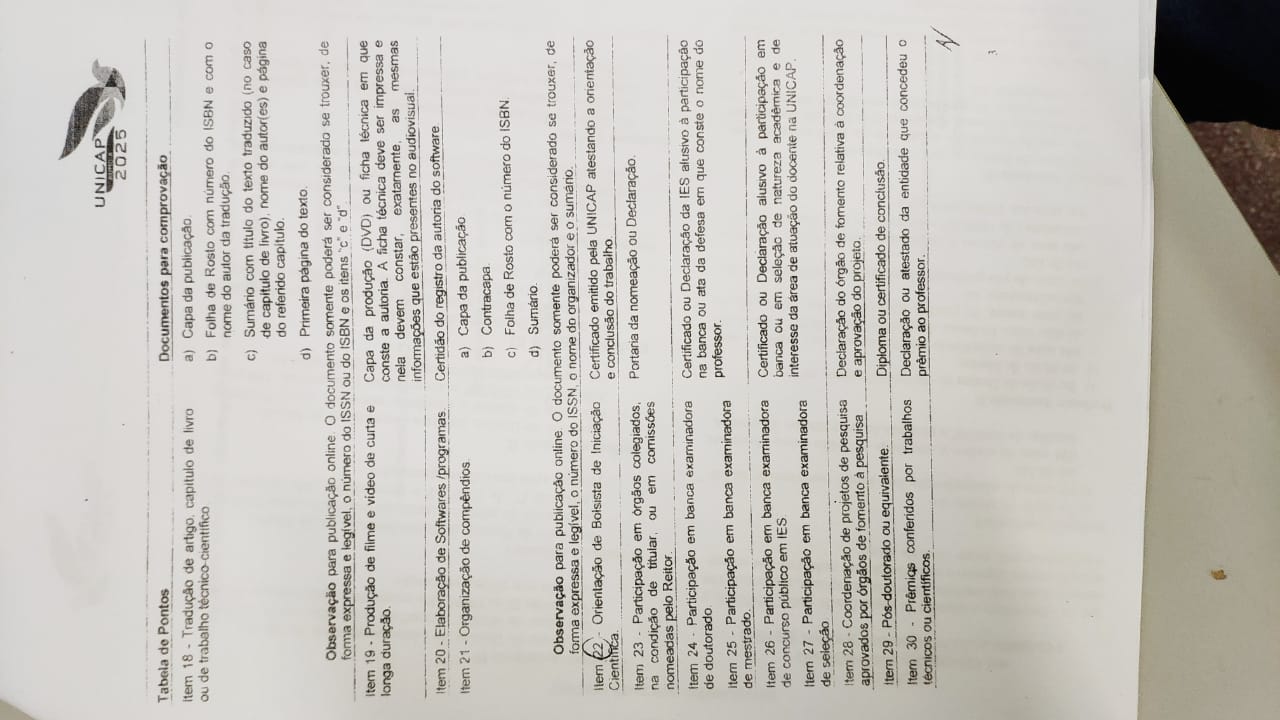 UNICAP
2025
Tabela de Pontos
Documentos para comprovação
Item 18 - Tradução de artigo, capitulo de livro
ou de trabalho técnico-científico
a) Capa da publicação.
b) Folha de Rosto com número do ISBN e com o
nome do autor da tradução.
c) Sumário com título do texto traduzido (no caso
de capitulo de livro), nome do autor(es) e página
do referido capítulo.
d) Primeira página do texto.
Observação para publicação online. O documento somente poderá ser considerado se trouxer, de
forma expressa e legível, o número do ISSN ou do ISBN e os itens "c" e "d".
Item 19 - Produção de filme e vídeo de curta e
longa duração.
Capa da produção (DVD) ou ficha técnica em que
conste a autoria. A ficha técnica deve ser impressa e
nela devem constar, exatamente, as mesmas
informações que estão presentes no audiovisual.
Item 20 - Elaboração de Softwares /programas.
Certidão do registro da autoria do software.
Item 21 - Organização de compêndios.
a) Capa da publicação.
b) Contracapa.
c) Folha de Rosto com o número do ISBN.
d) Sumário.
Observação para publicação online. O documento somente poderá ser considerado se trouxer, de
forma expressa e legível, o número do ISSN, o nome do organizador e o sumário.
Item 22 - Orientação de Bolsista de Iniciação
Científica.
Certificado emitido pela UNICAP atestando a orientação
e conclusão do trabalho.
Item 23 - Participação em órgãos colegiados,
na condição de titular, ou em comissões
nomeadas pelo Reitor.
Portaria da nomeação ou Declaração.
Item 24 - Participação em banca examinadora
de doutorado.
Item 25 - Participação em banca examinadora
de mestrado.
Certificado ou Declaração da IES alusivo à participação
na banca ou ata da defesa em que conste o nome do
professor.
Item 26 - Participação em banca examinadora
de concurso público em IES.
Item 27 - Participação em banca examinadora
de seleção
Certificado ou Declaração alusivo à participação em
banca ou em seleção de natureza acadêmica e de
interesse da área de atuação do docente na UNICAP.
Item 28 - Coordenação de projetos de pesquisa
aprovados por órgãos de fomento à pesquisa
Declaração do órgão de fomento relativa à coordenação
e aprovação do projeto.
Item 29 - Pós-doutorado ou equivalente.
Diploma ou certificado de conclusão.
Item 30 - Prêmios conferidos por trabalhos
técnicos ou científicos.
Declaração ou atestado da entidade que concedeu o
prêmio ao professor.
3